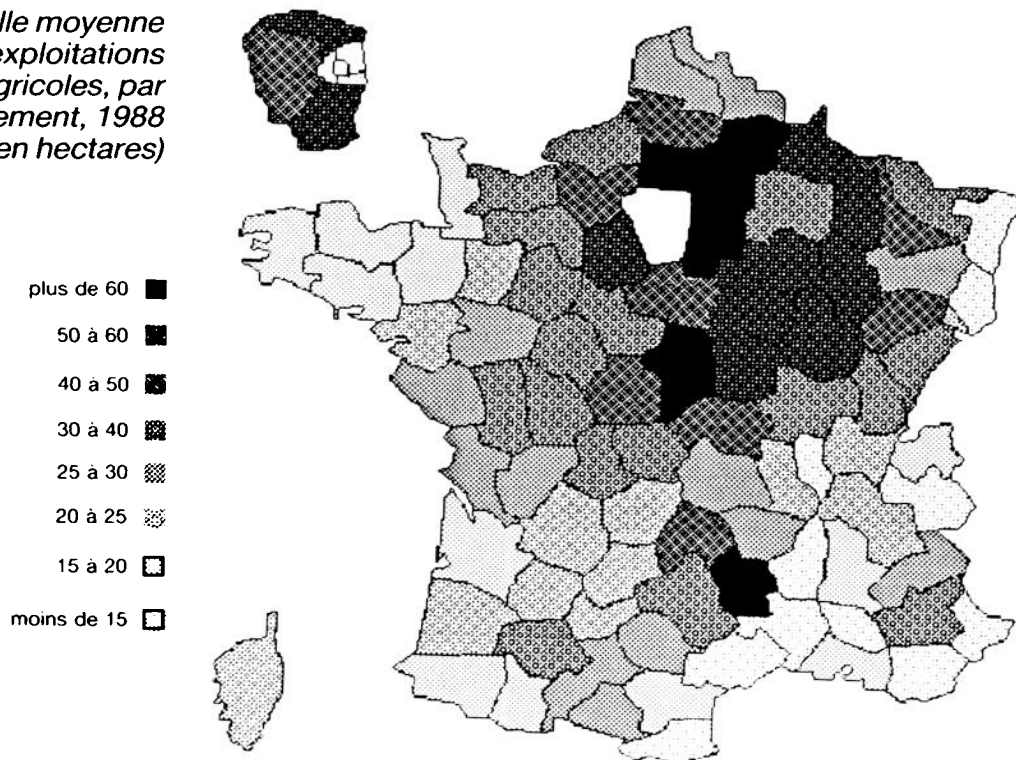 lle moyenne
exploitations
gricoles, par
ement, 1988
en hectares)
plus de 60
50 à 60
40 à 50
30 à 40
25 à 30
20 à 25
15 à 20
moins de 15